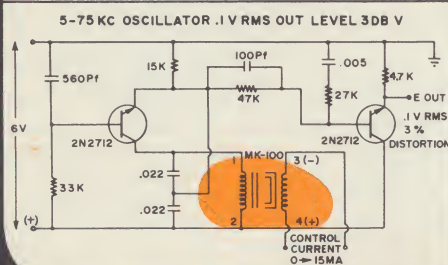 5-75 KC OSCILLATOR .1 V RMS OUT LEVEL 3DB V
100Pf
.005
15K
4.7K
560Pf
47K
27K
E OUT
6V
2N2712
2N2712
.1 V RMS
3 %
DISTORTION
MK-100
1
3(-)
.022
33K
.022
2
4(+)
(+)
CONTROL
CURRENT
0→15MA